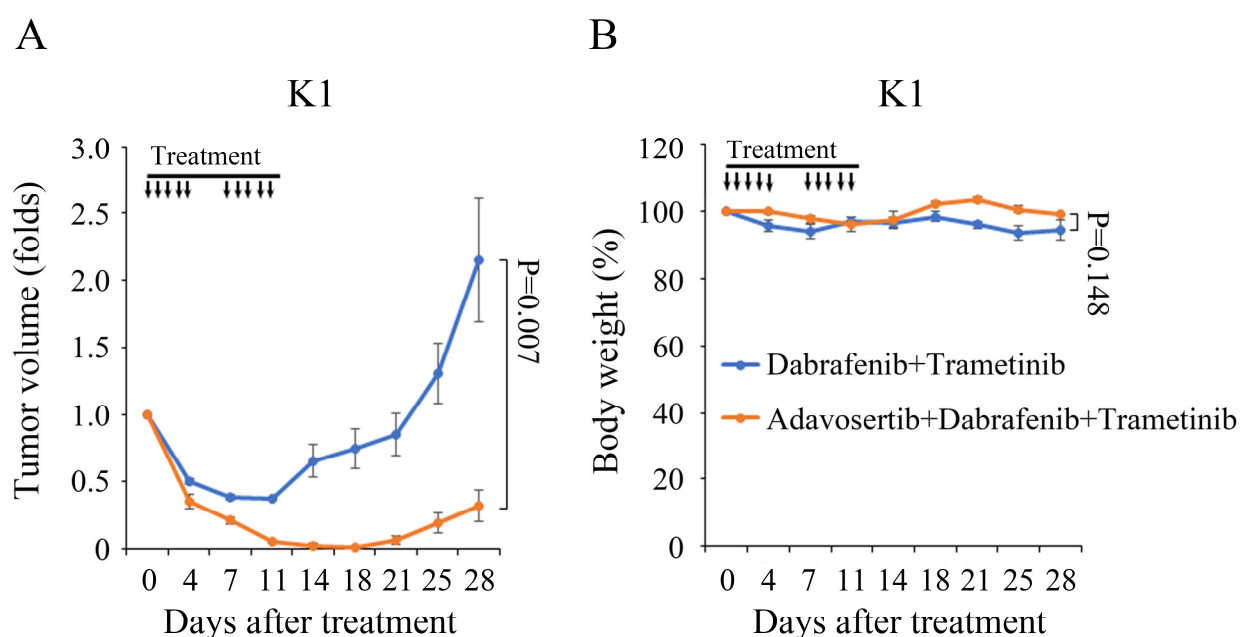 A
K1
3.0
2.5
2.0
1.5
1.0
0.5
0
Tumor volume (folds)
Treatment
P=0.007
0 4 7 11 14 18 21 25 28
Days after treatment
B
K1
120
100
80
60
40
20
0
Body weight (%)
Treatment
P=0.148
Dabrafenib+Trametinib
Adavosertib+Dabrafenib+Trametinib
0 4 7 11 14 18 21 25 28
Days after treatment